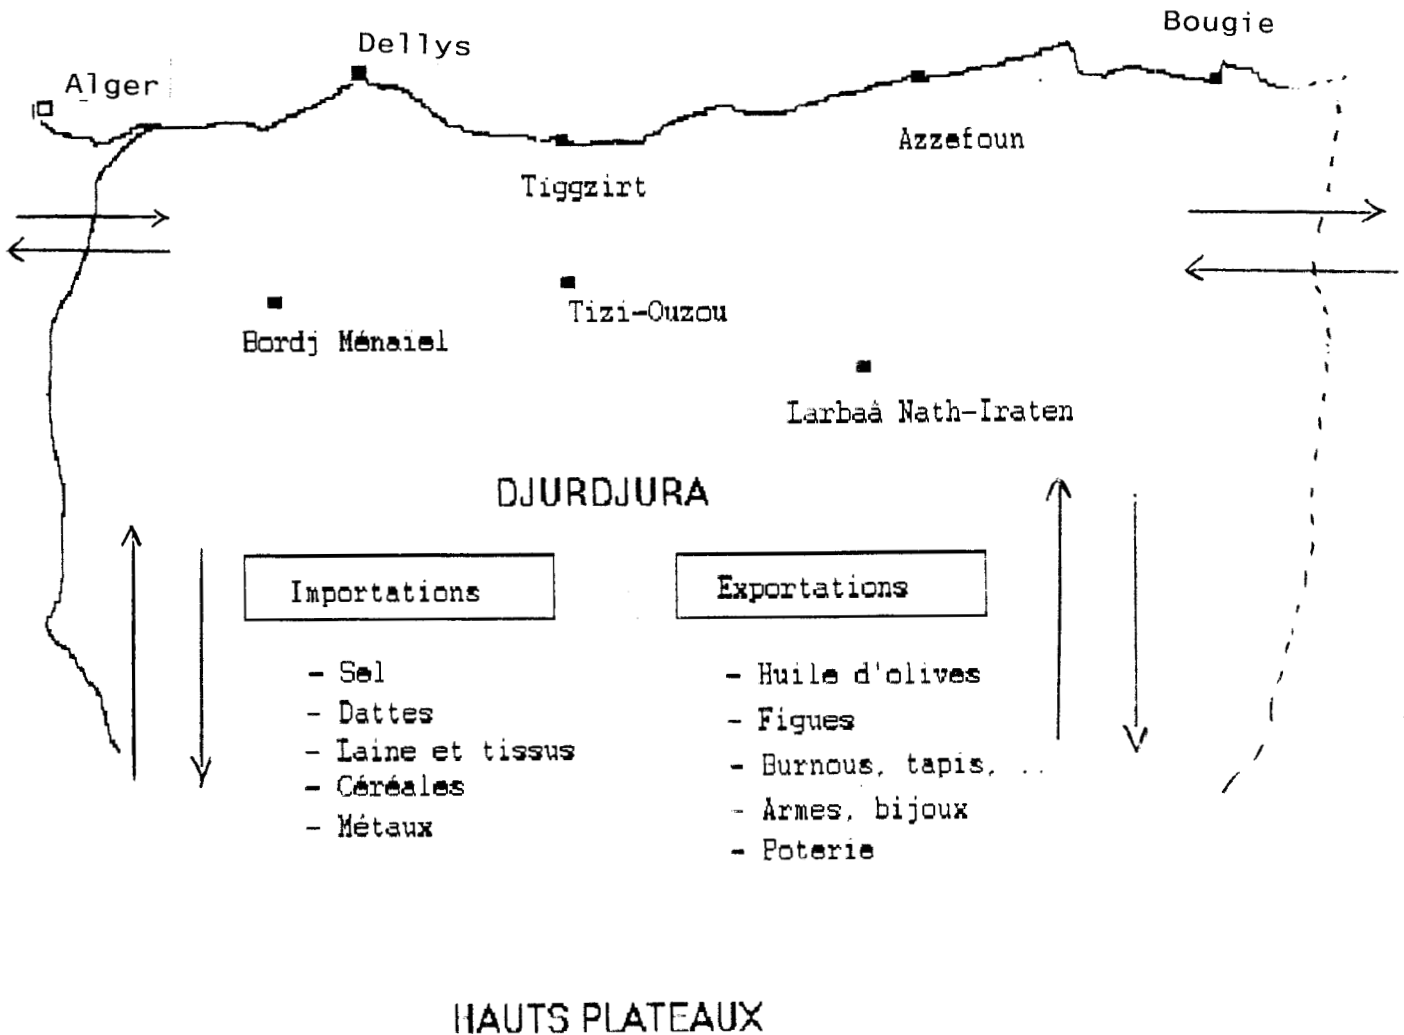 Bougie
Dellys
Alger
Azzefoun
Tiggzirt
Tizi-Ouzou
Bordj Ménaïel
Larbaâ Nath-Iraten
DJURDJURA
Importations
- Sel
- Dattes
- Laine et tissus
- Céréales
- Métaux
Exportations
- Huile d'olives
- Figues
- Burnous, tapis, ..
- Armes, bijoux
- Poterie
HAUTS PLATEAUX